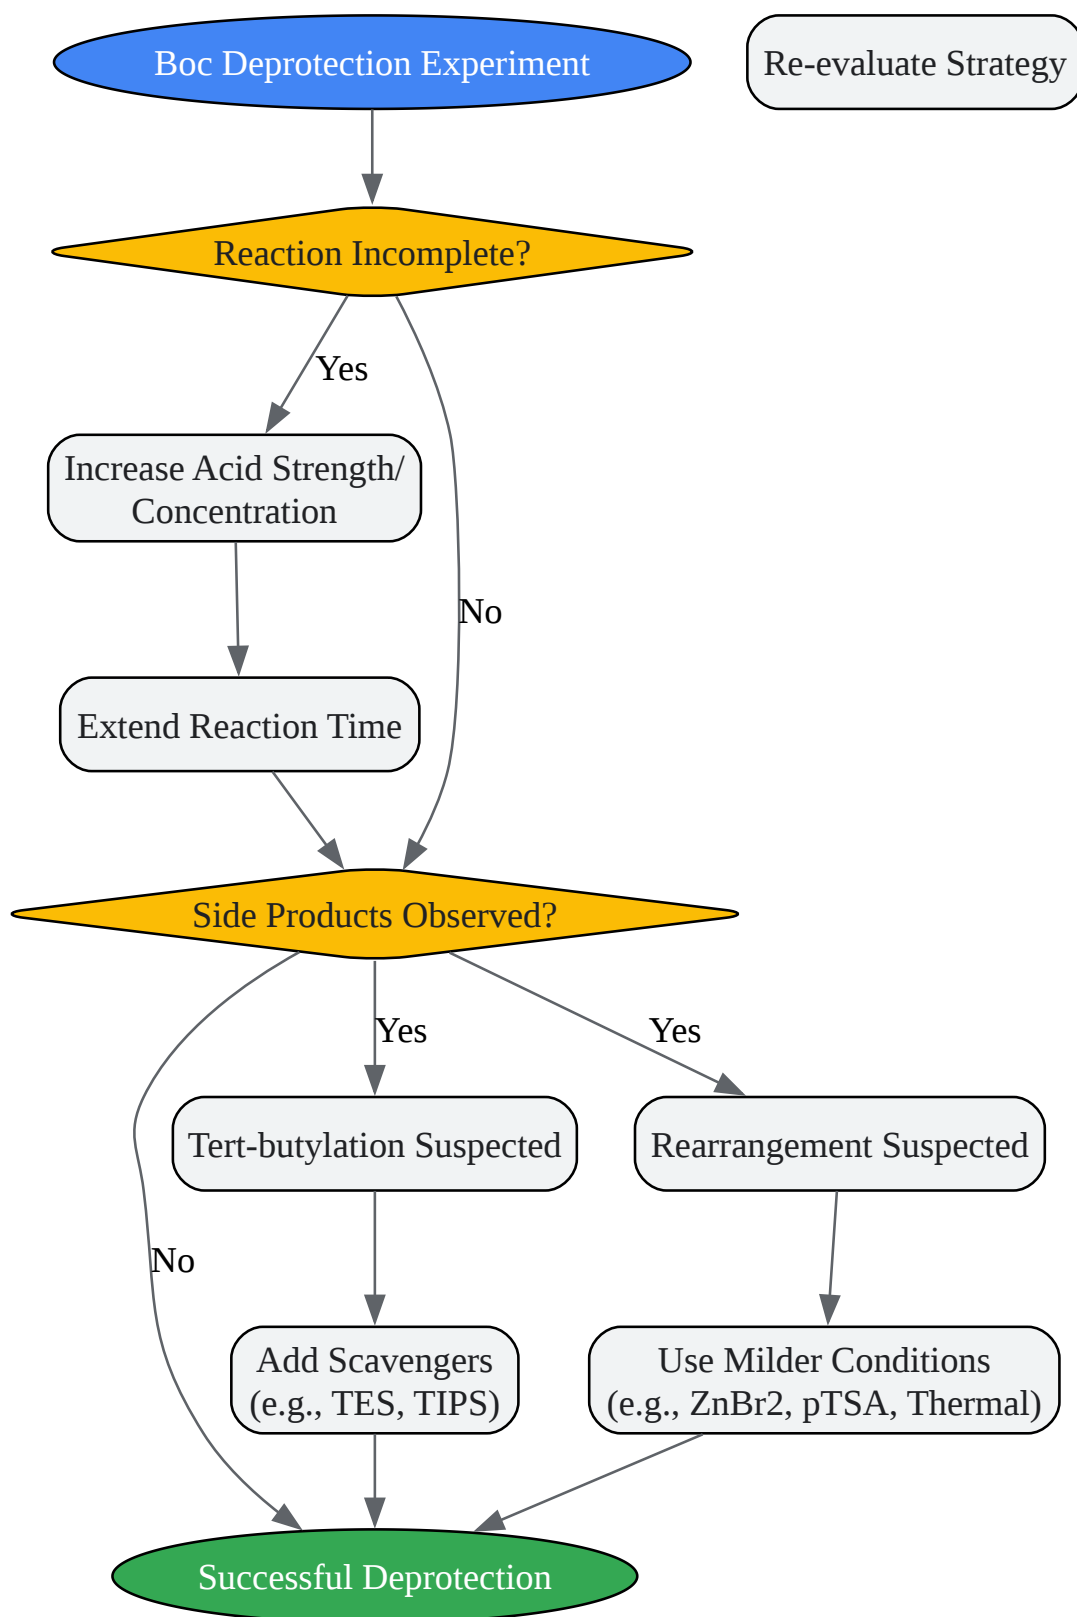 Boc Deprotection Experiment
Re-evaluate Strategy
Reaction Incomplete?
Yes
Increase Acid Strength/
Concentration
No
Extend Reaction Time
Side Products Observed?
Yes
Yes
Tert-butylation Suspected
Rearrangement Suspected
No
Add Scavengers
(e.g., TES, TIPS)
Use Milder Conditions
(e.g., ZnBr2, pTSA, Thermal)
Successful Deprotection